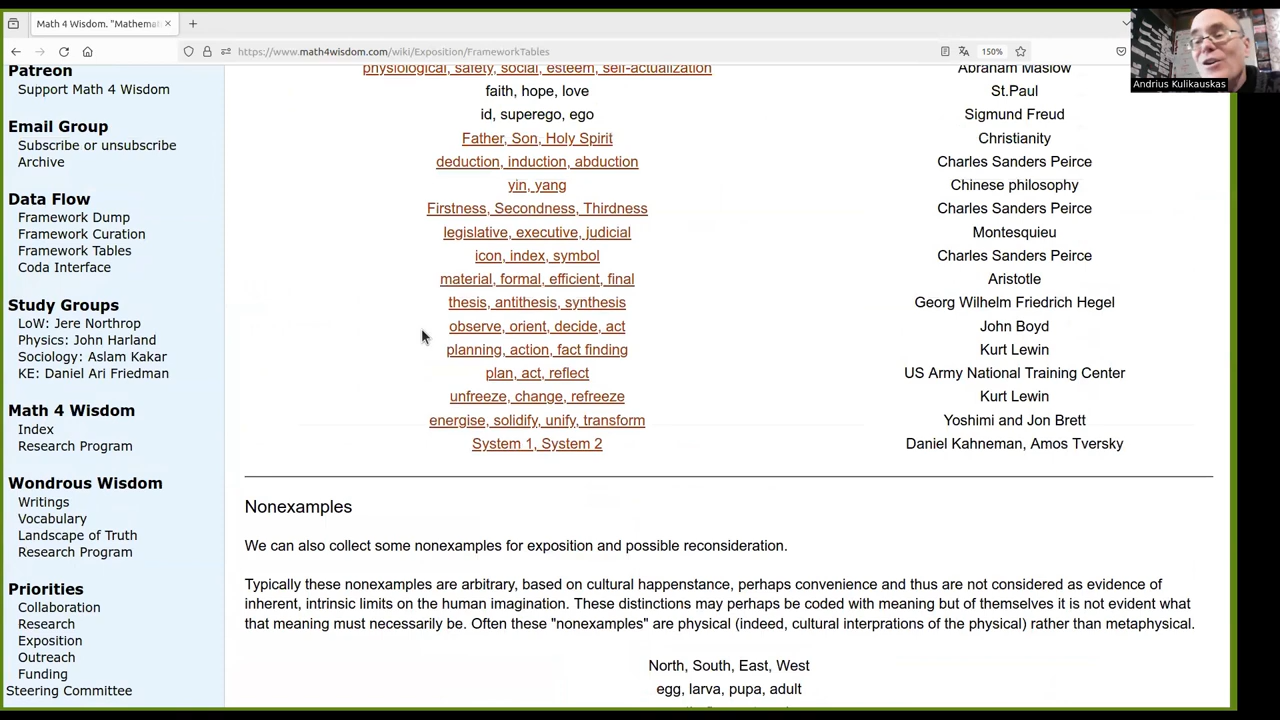 Math 4 Wisdom. "Mathema
https://www.math4wisdom.com/wiki/Exposition/FrameworkTables
150%
Andrius Kulikauskas
Patreon
Support Math 4 Wisdom
Email Group
Subscribe or unsubscribe
Archive
Data Flow
Framework Dump
Framework Curation
Framework Tables
Coda Interface
Study Groups
LoW: Jere Northrop
Physics: John Harland
Sociology: Aslam Kakar
KE: Daniel Ari Friedman
Math 4 Wisdom
Index
Research Program
Wondrous Wisdom
Writings
Vocabulary
Landscape of Truth
Research Program
Priorities
Collaboration
Research
Exposition
Outreach
Funding
Steering Committee
physiological, safety, social, esteem, self-actualization Abraham Maslow
faith, hope, love St.Paul
id, superego, ego Sigmund Freud
Father, Son, Holy Spirit Christianity
deduction, induction, abduction Charles Sanders Peirce
yin, yang Chinese philosophy
Firstness, Secondness, Thirdness Charles Sanders Peirce
legislative, executive, judicial Montesquieu
icon, index, symbol Charles Sanders Peirce
material, formal, efficient, final Aristotle
thesis, antithesis, synthesis Georg Wilhelm Friedrich Hegel
observe, orient, decide, act John Boyd
planning, action, fact finding Kurt Lewin
plan, act, reflect US Army National Training Center
unfreeze, change, refreeze Kurt Lewin
energise, solidify, unify, transform Yoshimi and Jon Brett
System 1, System 2 Daniel Kahneman, Amos Tversky
Nonexamples
We can also collect some nonexamples for exposition and possible reconsideration.
Typically these nonexamples are arbitrary, based on cultural happenstance, perhaps convenience and thus are not considered as evidence of
inherent, intrinsic limits on the human imagination. These distinctions may perhaps be coded with meaning but of themselves it is not evident what
that meaning must necessarily be. Often these "nonexamples" are physical (indeed, cultural interprations of the physical) rather than metaphysical.
North, South, East, West
egg, larva, pupa, adult